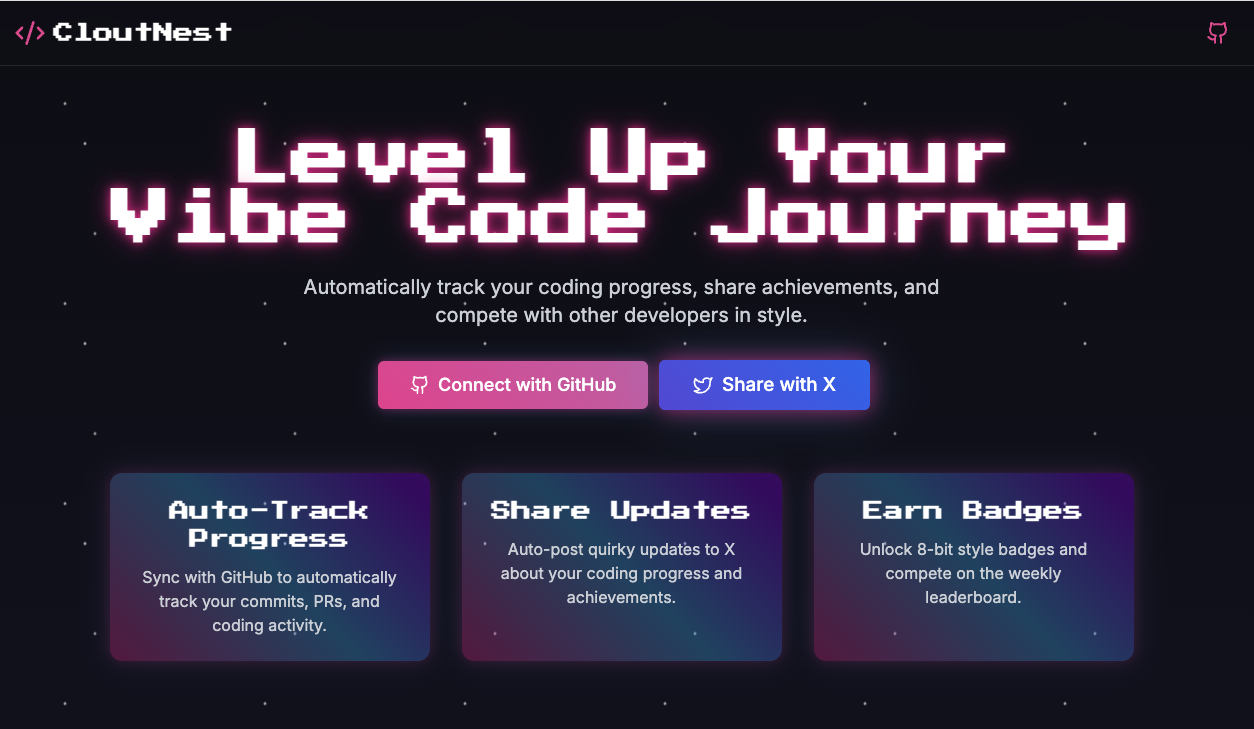 </> CloutNest
Level Up Your
Vibe Code Journey
Automatically track your coding progress, share achievements, and
compete with other developers in style.
Connect with GitHub
Share with X
Auto-Track
Progress
Sync with GitHub to automatically
track your commits, PRs, and
coding activity.
Share Updates
Auto-post quirky updates to X
about your coding progress and
achievements.
Earn Badges
Unlock 8-bit style badges and
compete on the weekly
leaderboard.